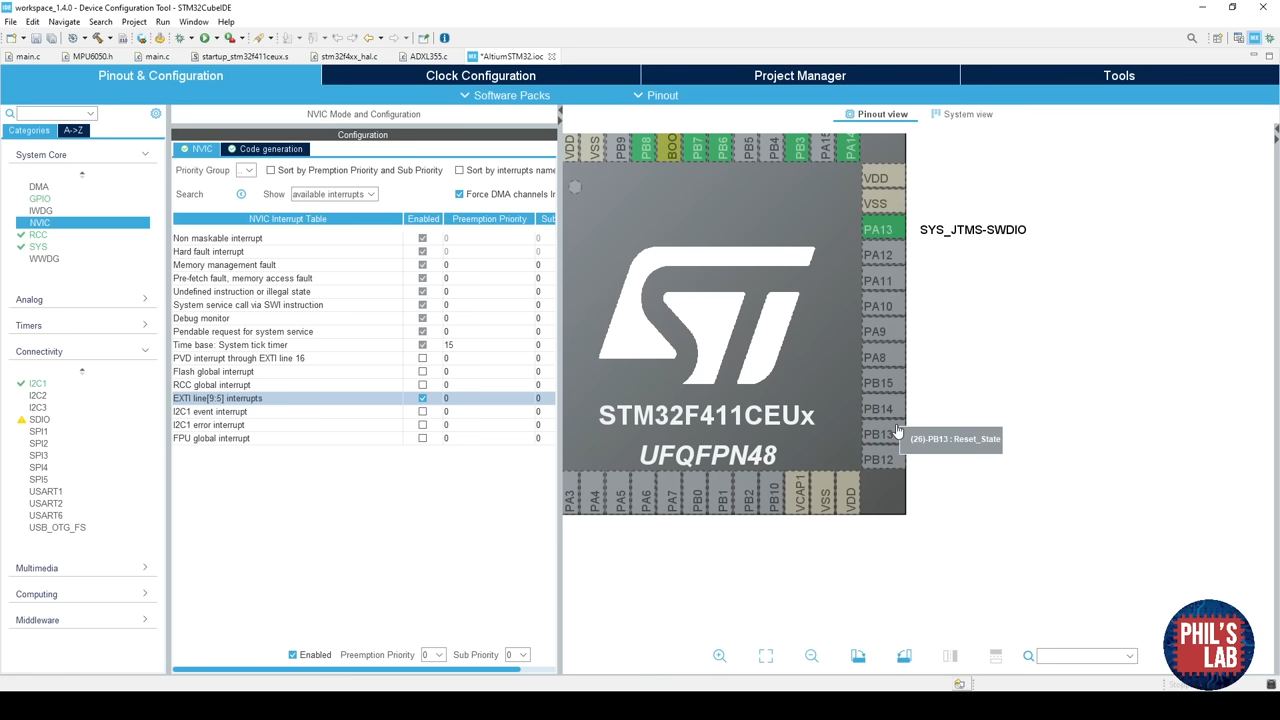 workspace_1.4.0 - Device Configuration Tool - STM32CubeIDE
File Edit Navigate Search Project Run Window Help
main.c MPU6050.h main.c startup_stm32f411ceux.s stm32f4xx_hal.c ADXL355.c *AltiumSTM32.ioc
Pinout & Configuration Clock Configuration Project Manager Tools
Software Packs Pinout
NVIC Mode and Configuration
Pinout view System view
Categories A->Z
Configuration
NVIC Code generation
System Core
DMA
GPIO
IWDG
NVIC
RCC
SYS
WWDG
Analog
Timers
Connectivity
I2C1
I2C2
I2C3
SDIO
SPI1
SPI2
SPI3
SPI4
SPI5
USART1
USART2
USART6
USB_OTG_FS
Multimedia
Computing
Middleware
Priority Group .. Sort by Premption Priority and Sub Priority Sort by interrupts name
Search Show available interrupts Force DMA channels Ir
NVIC Interrupt Table Enabled Preemption Priority Sub
Non maskable interrupt 0 0
Hard fault interrupt 0 0
Memory management fault 0 0
Pre-fetch fault, memory access fault 0 0
Undefined instruction or illegal state 0 0
System service call via SWI instruction 0 0
Debug monitor 0 0
Pendable request for system service 0 0
Time base: System tick timer 15 0
PVD interrupt through EXTI line 16 0 0
Flash global interrupt 0 0
RCC global interrupt 0 0
EXTI line[9:5] interrupts 0 0
I2C1 event interrupt 0 0
I2C1 error interrupt 0 0
FPU global interrupt 0 0
Enabled Preemption Priority 0 Sub Priority 0
VDD VSS PB9 PB8 BOO PB7 PB6 PB5 PB4 PB3 PA15 PA14
VDD
VSS
PA13 SYS_JTMS-SWDIO
PA12
PA11
PA10
PA9
PA8
PB15
PB14
PB13 (26)-PB13 : Reset_State
PB12
STM32F411CEUx
UFQFPN48
PA3 PA4 PA5 PA6 PA7 PB0 PB1 PB2 PB10 VCAP1 VSS VDD
PHIL'S
LAB